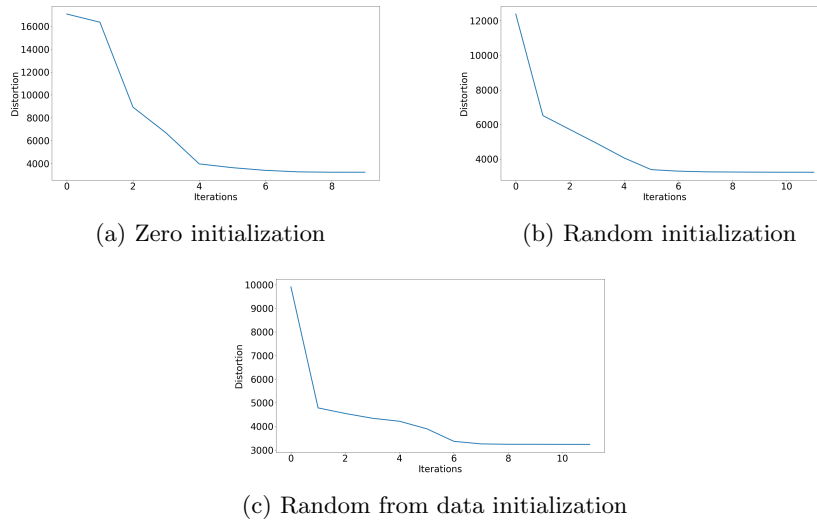 16000
14000
12000
10000
8000
6000
4000
Distortion
0 2 4 6 8
Iterations
(a) Zero initialization
12000
10000
8000
6000
4000
Distortion
0 2 4 6 8 10
Iterations
(b) Random initialization
10000
9000
8000
7000
6000
5000
4000
3000
Distortion
0 2 4 6 8 10
Iterations
(c) Random from data initialization